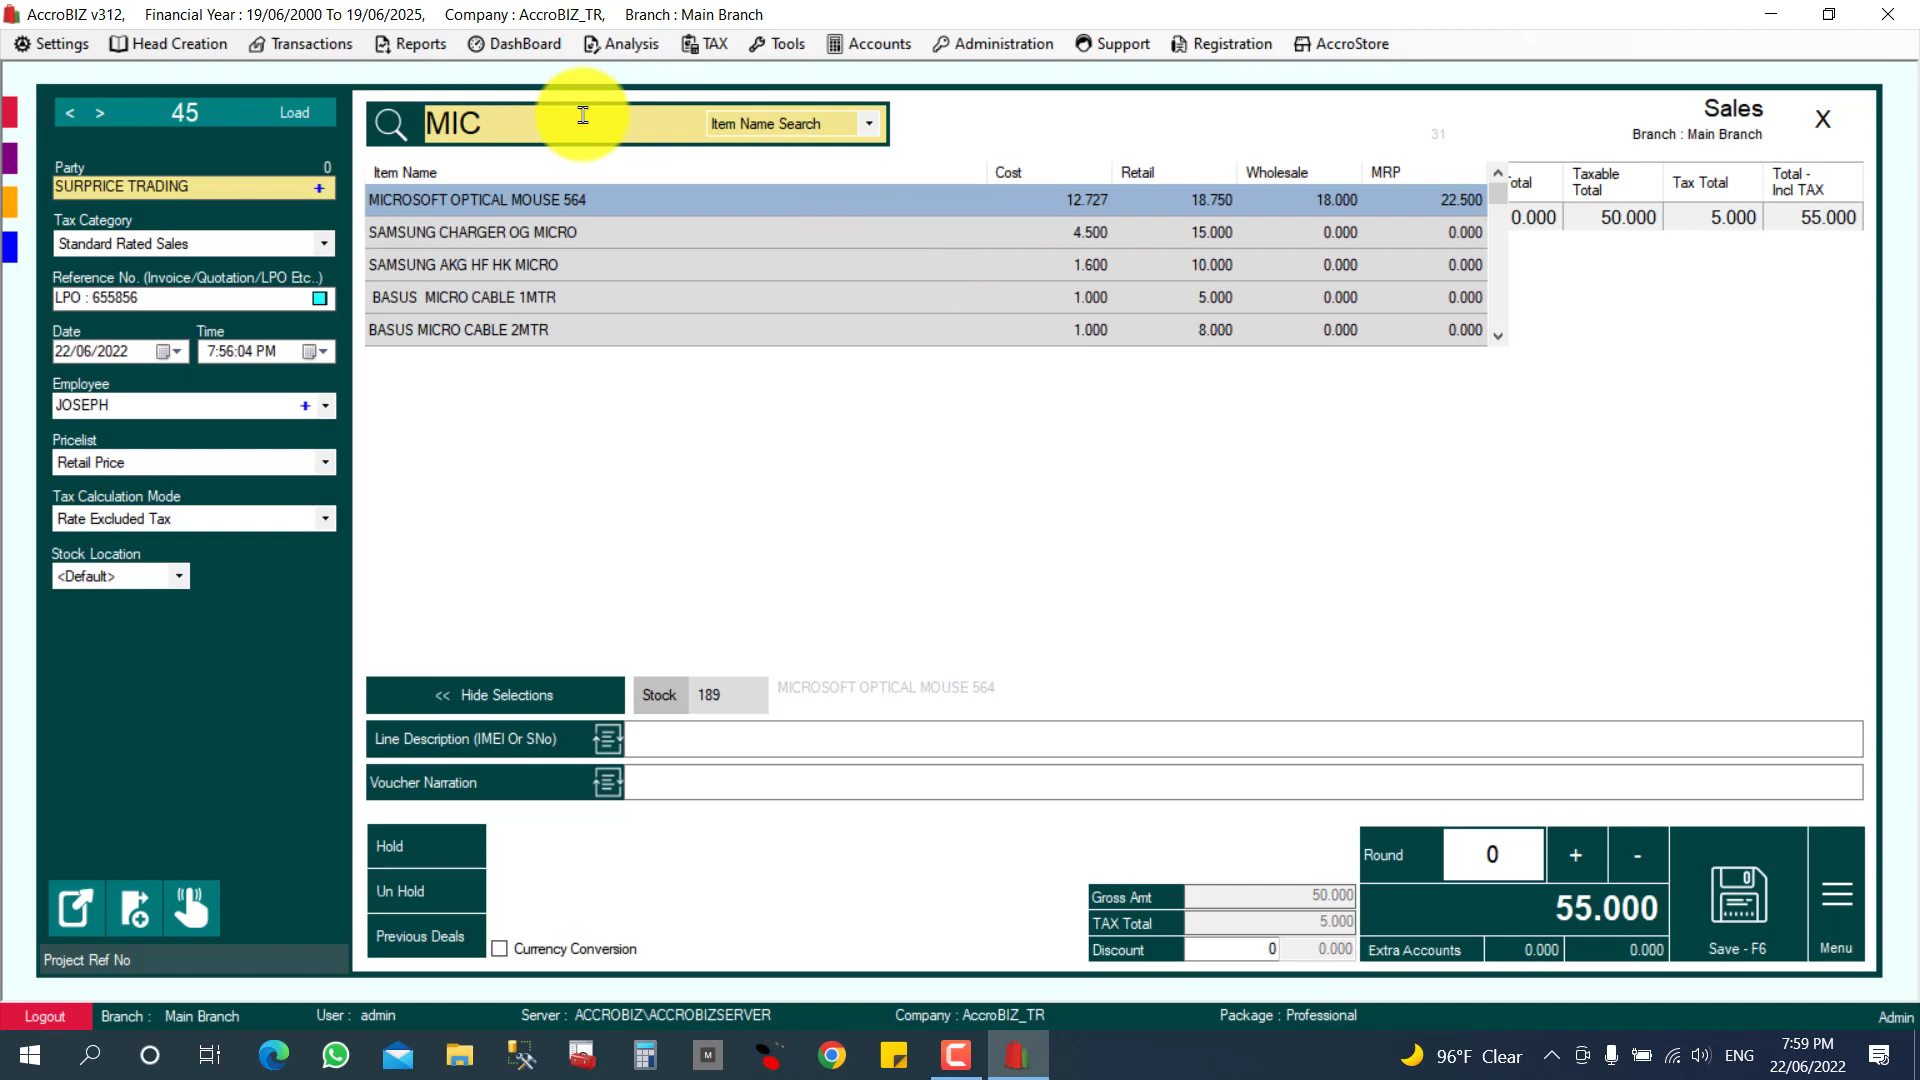 AccroBIZ v312, Financial Year : 19/06/2000 To 19/06/2025, Company : AccroBIZ_TR, Branch : Main Branch
Settings Head Creation Transactions Reports DashBoard Analysis TAX Tools Accounts Administration Support Registration AccroStore
< > 45 Load
Party 0
SURPRICE TRADING +
Tax Category
Standard Rated Sales
Reference No. (Invoice/Quotation/LPO Etc..)
LPO : 655856
Date Time
22/06/2022 7:56:04 PM
Employee
JOSEPH +
Pricelist
Retail Price
Tax Calculation Mode
Rate Excluded Tax
Stock Location
<Default>
Project Ref No
MIC Item Name Search
31
Sales
Branch : Main Branch
X
Item Name Cost Retail Wholesale MRP
MICROSOFT OPTICAL MOUSE 564 12.727 18.750 18.000 22.500
SAMSUNG CHARGER OG MICRO 4.500 15.000 0.000 0.000
SAMSUNG AKG HF HK MICRO 1.600 10.000 0.000 0.000
BASUS MICRO CABLE 1MTR 1.000 5.000 0.000 0.000
BASUS MICRO CABLE 2MTR 1.000 8.000 0.000 0.000
otal Taxable Total Tax Total Total - Incl TAX
0.000 50.000 5.000 55.000
<< Hide Selections Stock 189 MICROSOFT OPTICAL MOUSE 564
Line Description (IMEI Or SNo)
Voucher Narration
Hold
Un Hold
Previous Deals
Currency Conversion
Gross Amt 50.000
TAX Total 5.000
Discount 0 0.000
Round 0 + -
55.000
Extra Accounts 0.000 0.000
Save - F6
Menu
Logout Branch : Main Branch User : admin Server : ACCROBIZ\ACCROBIZSERVER Company : AccroBIZ_TR Package : Professional Admin
M
96°F Clear ENG
7:59 PM
22/06/2022